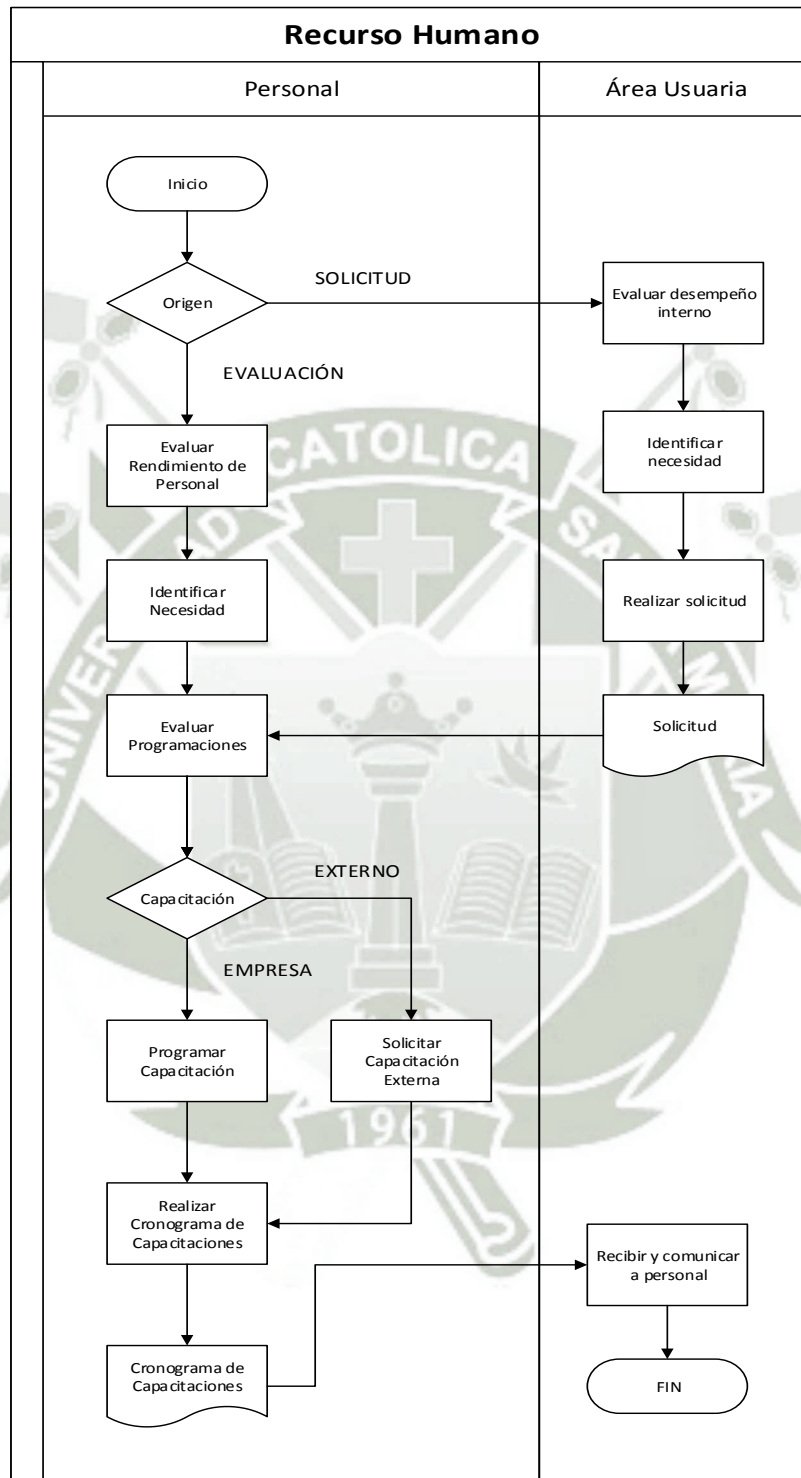 Recurso Humano
Personal
Área Usuaria
Inicio
Origen
SOLICITUD
EVALUACIÓN
Evaluar desempeño
interno
Evaluar
Rendimiento de
Personal
Identificar
necesidad
Identificar
Necesidad
Realizar solicitud
Evaluar
Programaciones
Solicitud
Capacitación
EXTERNO
EMPRESA
Programar
Capacitación
Solicitar
Capacitación
Externa
Realizar
Cronograma de
Capacitaciones
Recibir y comunicar
a personal
Cronograma de
Capacitaciones
FIN
CATOLICA
1961